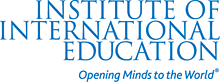 INSTITUTE OF
INTERNATIONAL
EDUCATION
Opening Minds to the World®